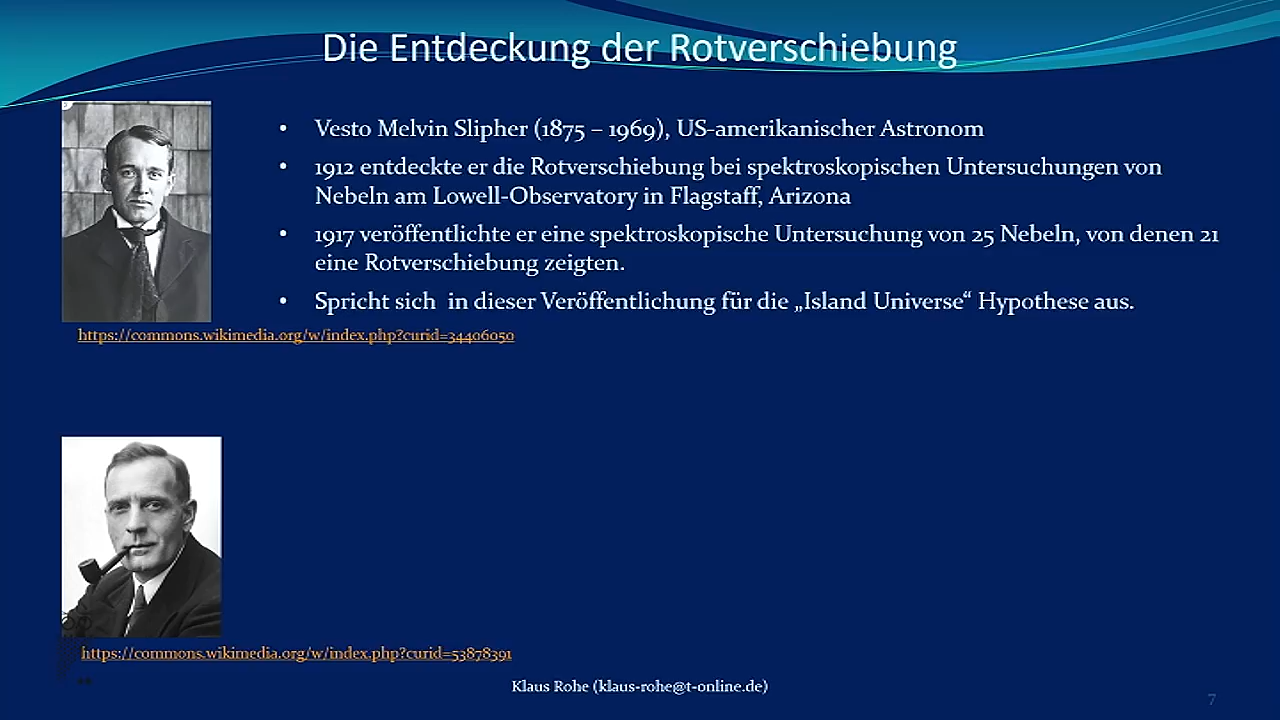 Die Entdeckung der Rotverschiebung
• Vesto Melvin Slipher (1875 – 1969), US-amerikanischer Astronom
• 1912 entdeckte er die Rotverschiebung bei spektroskopischen Untersuchungen von
Nebeln am Lowell-Observatory in Flagstaff, Arizona
• 1917 veröffentlichte er eine spektroskopische Untersuchung von 25 Nebeln, von denen 21
eine Rotverschiebung zeigten.
• Spricht sich in dieser Veröffentlichung für die „Island Universe“ Hypothese aus.
https://commons.wikimedia.org/w/index.php?curid=34406050
https://commons.wikimedia.org/w/index.php?curid=53878391
Klaus Rohe (klaus-rohe@t-online.de)
7